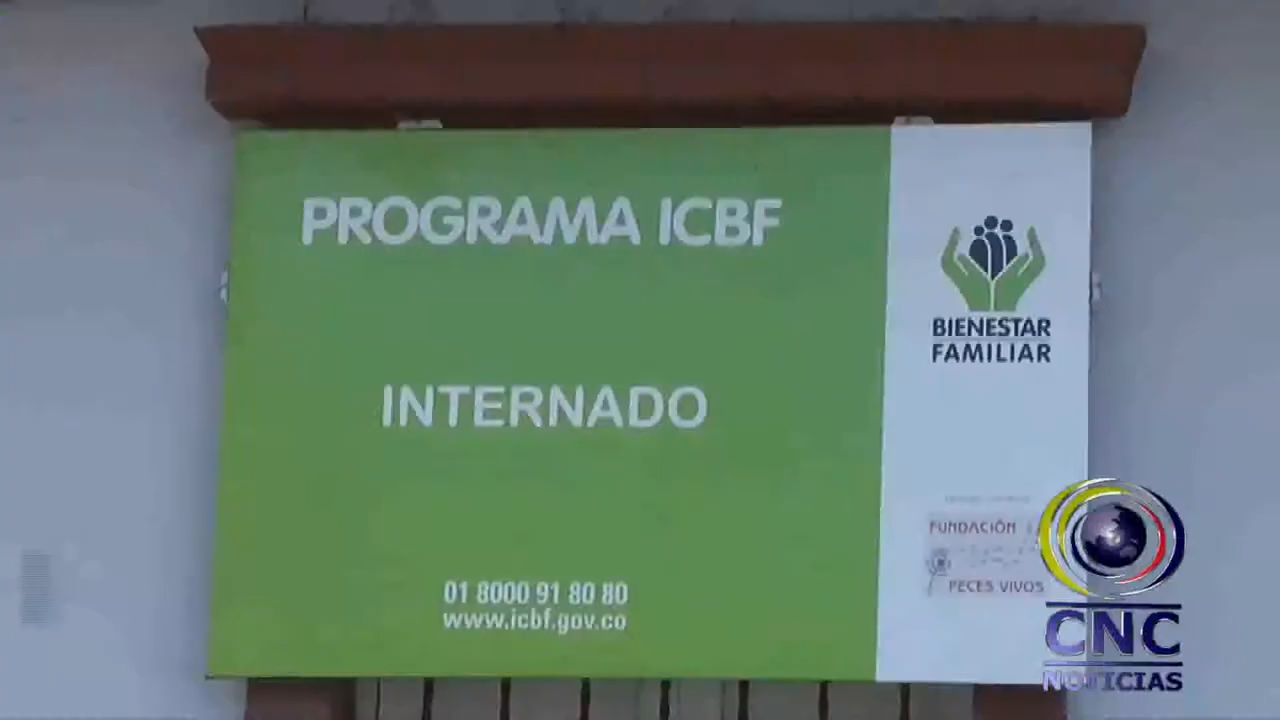 PROGRAMA ICBF
INTERNADO
01 8000 91 80 80
www.icbf.gov.co
BIENESTAR
FAMILIAR
FUNDACIÓN
PECES VIVOS
CNC
NOTICIAS